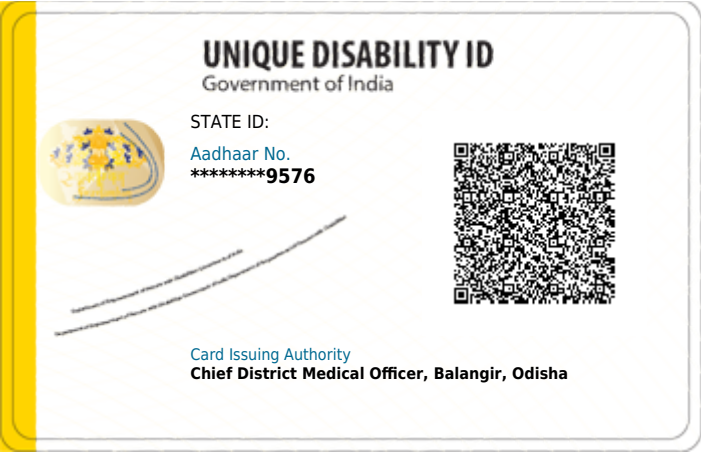 UNIQUE DISABILITY ID
Government of India
STATE ID:
Aadhaar No.
********9576
Card Issuing Authority
Chief District Medical Officer, Balangir, Odisha